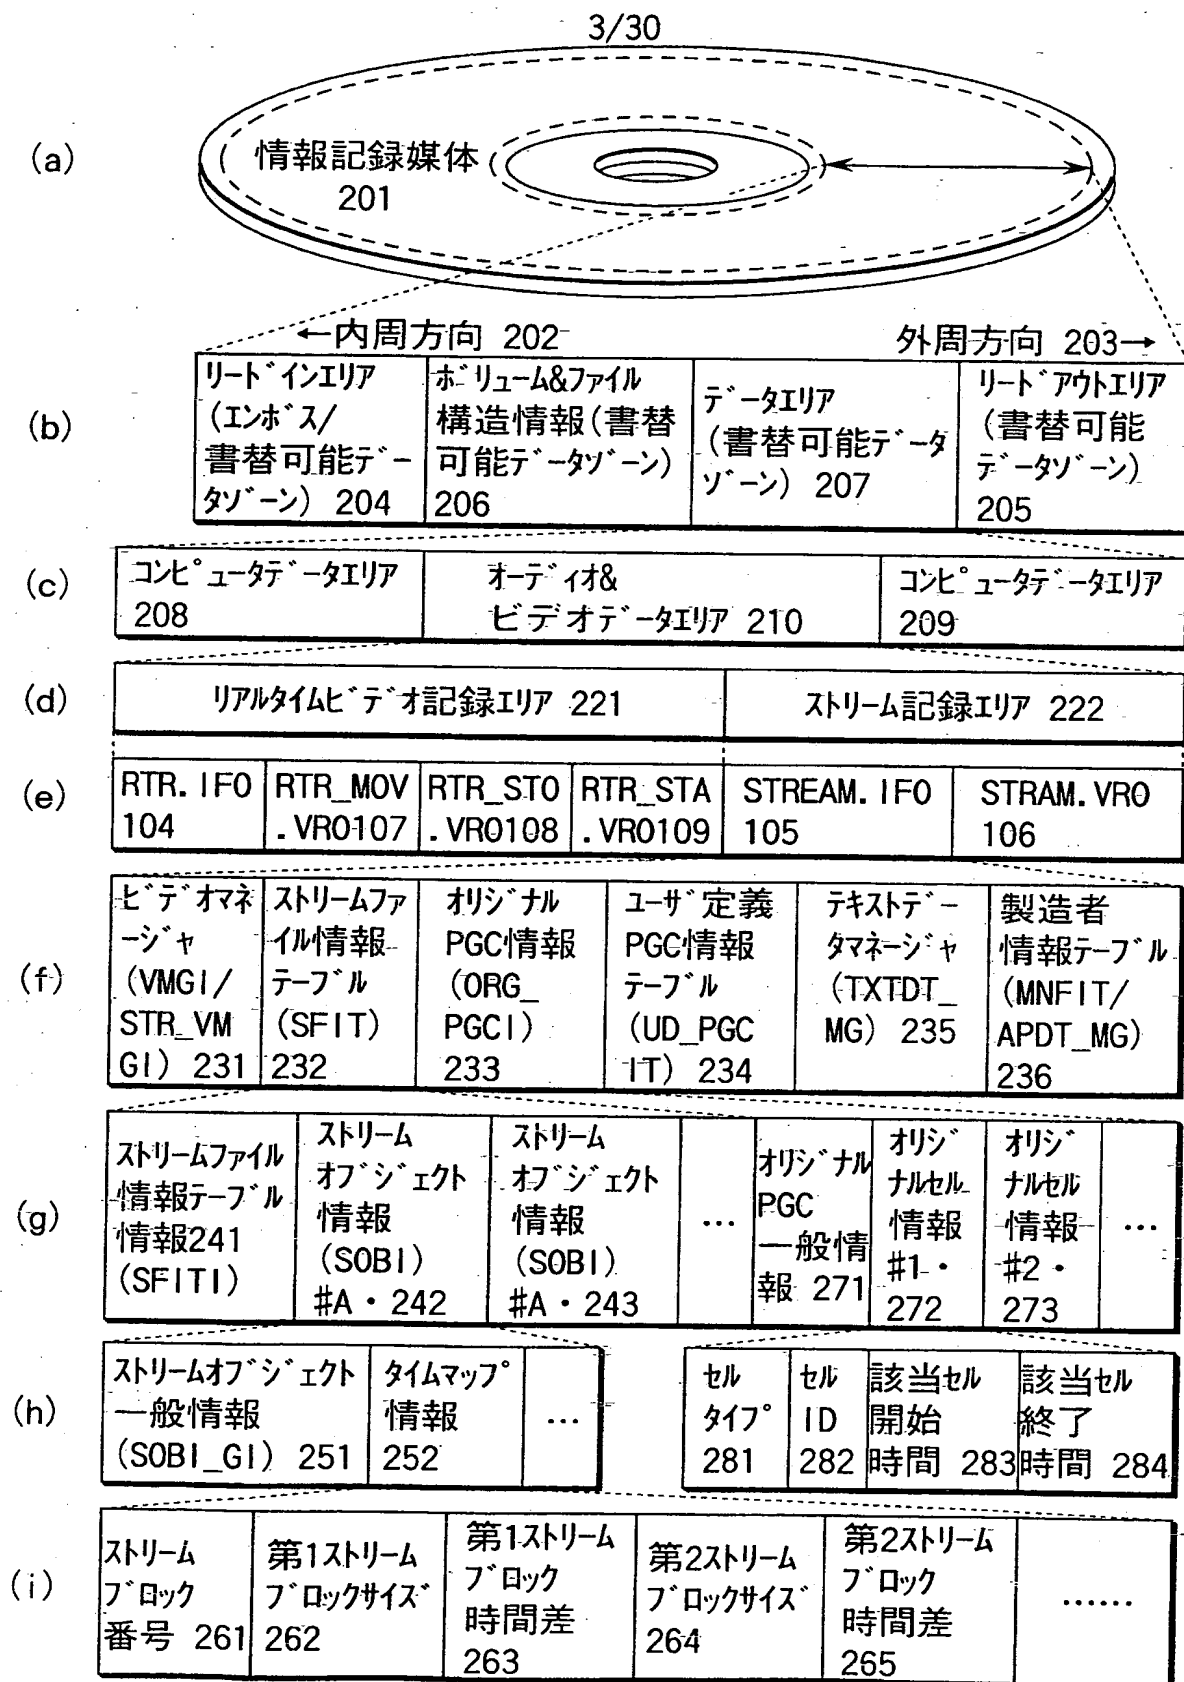 3/30
(a)
情報記録媒体
201
←内周方向 202
外周方向 203→
(b)
リードインエリア
(エンボス/
書替可能デー
タゾーン) 204
ボリューム&ファイル
構造情報(書替
可能データゾーン)
206
データエリア
(書替可能データ
ゾーン) 207
リードアウトエリア
(書替可能
データゾーン)
205
(c)
コンピュータデータエリア
208
オーディオ&
ビデオデータエリア 210
コンピュータデータエリア
209
(d)
リアルタイムビデオ記録エリア 221
ストリーム記録エリア 222
(e)
RTR.IFO
104
RTR_MOV
.VRO107
RTR_STO
.VRO108
RTR_STA
.VRO109
STREAM.IFO
105
STRAM.VRO
106
(f)
ビデオマネ
ージャ
(VMGI/
STR_VM
GI) 231
ストリームファ
イル情報
テーブル
(SFIT)
232
オリジナル
PGC情報
(ORG_
PGCI)
233
ユーザ定義
PGC情報
テーブル
(UD_PGC
IT) 234
テキストデー
タマネージャ
(TXTDT_
MG) 235
製造者
情報テーブル
(MNFIT/
APDT_MG)
236
(g)
ストリームファイル
情報テーブル
情報241
(SFITI)
ストリーム
オブジェクト
情報
(SOBI)
#A・242
ストリーム
オブジェクト
情報
(SOBI)
#A・243
…
オリジナル
PGC
一般情
報 271
オリジ
ナルセル
情報
#1・
272
オリジ
ナルセル
情報
#2・
273
…
(h)
ストリームオブジェクト
一般情報
(SOBI_GI) 251
タイムマップ
情報
252
…
セル
タイプ
281
セル
ID
282
該当セル
開始
時間 283
該当セル
終了
時間 284
(i)
ストリーム
ブロック
番号 261
第1ストリーム
ブロックサイズ
262
第1ストリーム
ブロック
時間差
263
第2ストリーム
ブロックサイズ
264
第2ストリーム
ブロック
時間差
265
……